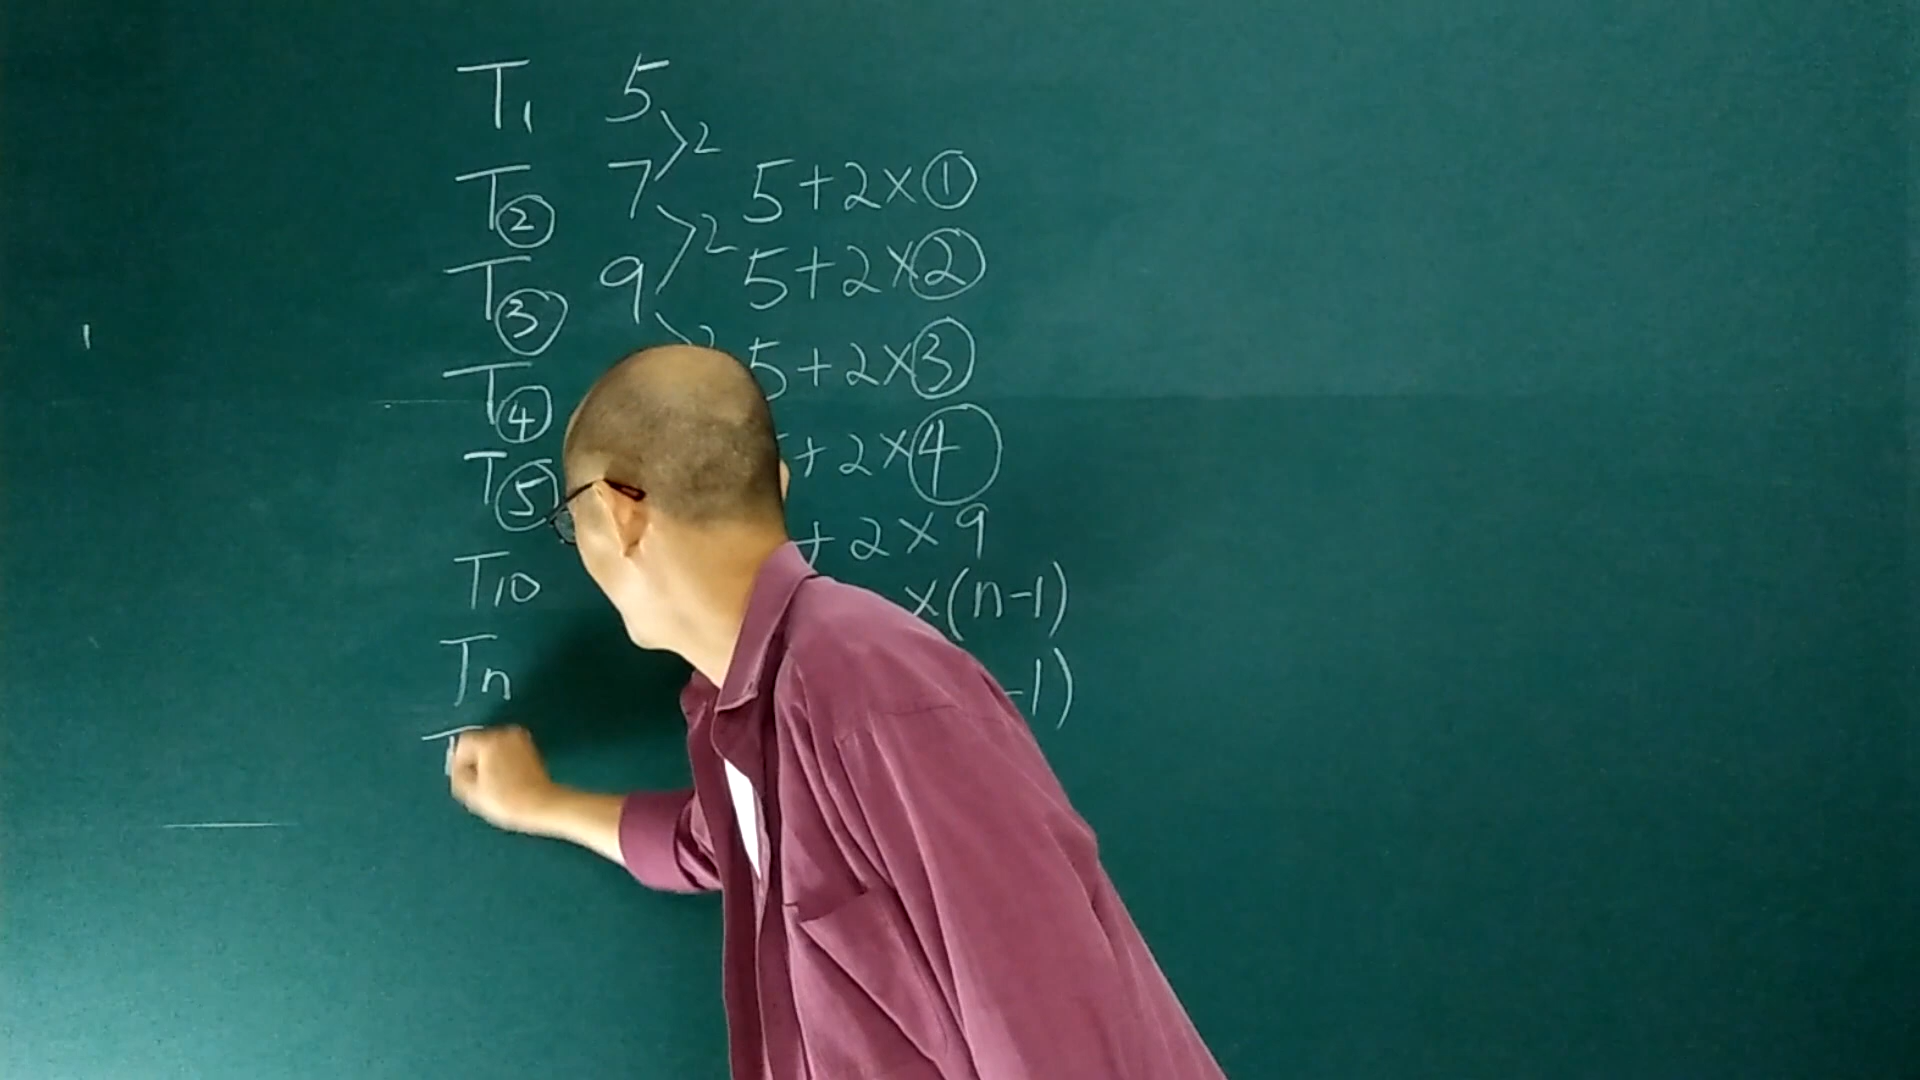 T1 5
>2
T② 7 5+2×①
>2
T③ 9 5+2×②
T④ 5+2×③
T⑤ +2×④
T10 +2×9
Tn ×(n-1)
-1)
T